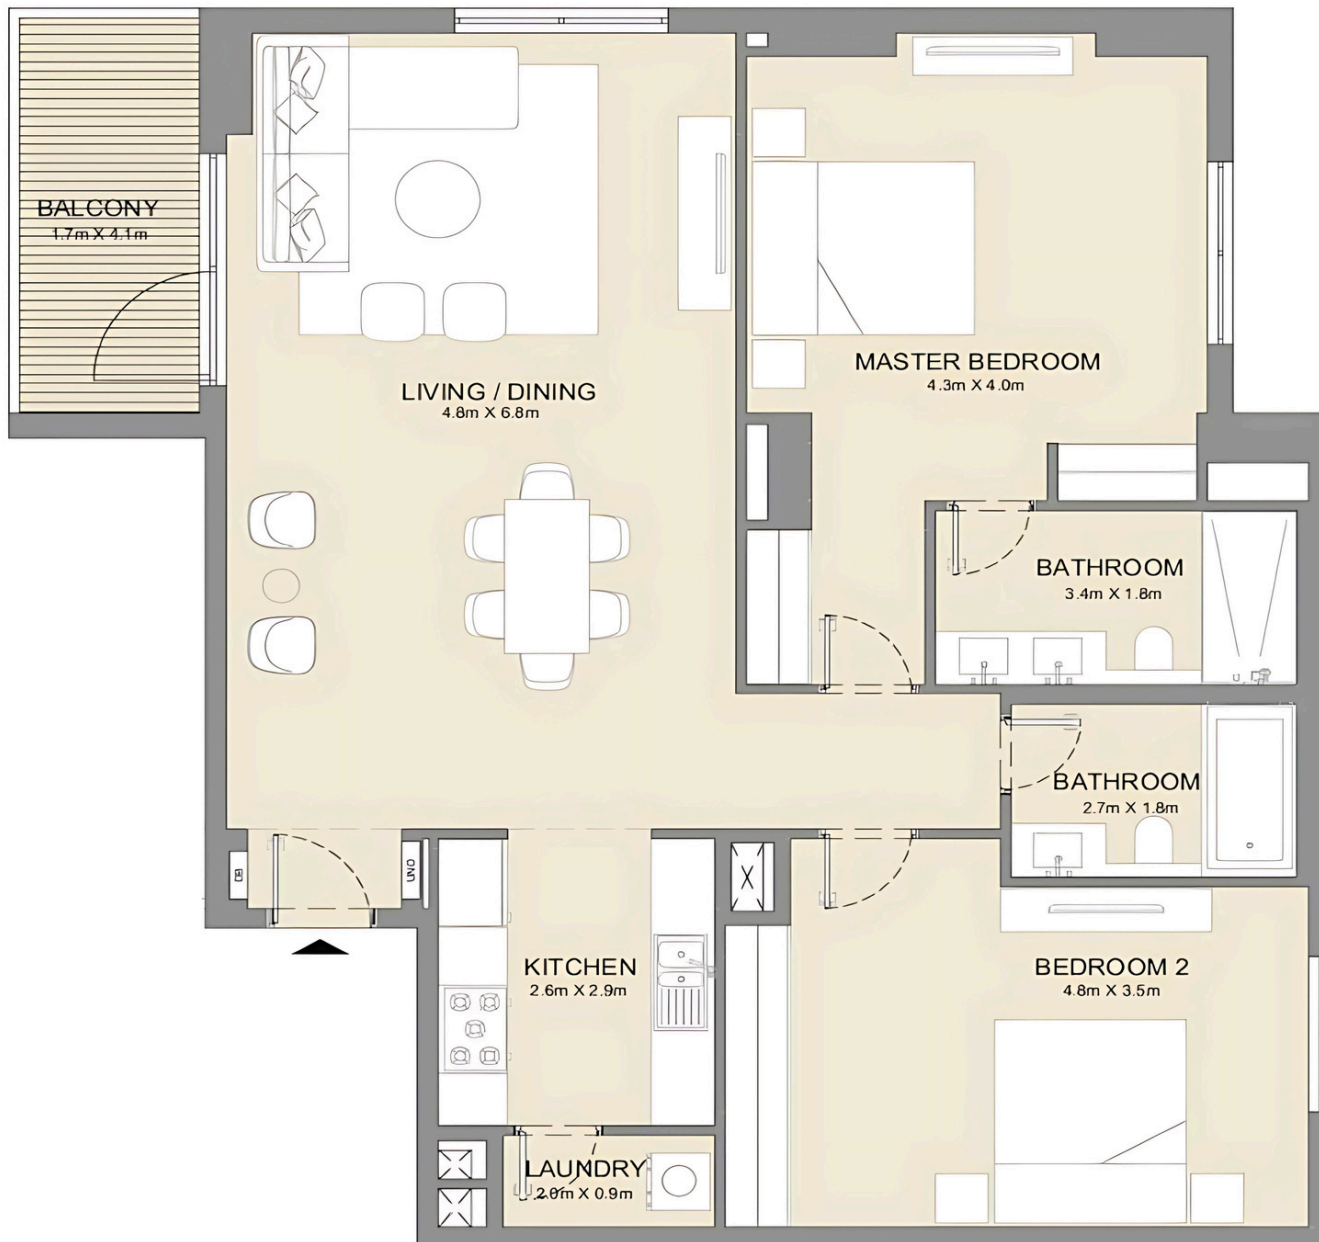 BALCONY
1.7m X 4.1m
LIVING / DINING
4.8m X 6.8m
MASTER BEDROOM
4.3m X 4.0m
BATHROOM
3.4m X 1.8m
BATHROOM
2.7m X 1.8m
KITCHEN
2.6m X 2.9m
BEDROOM 2
4.8m X 3.5m
LAUNDRY
2.0m X 0.9m